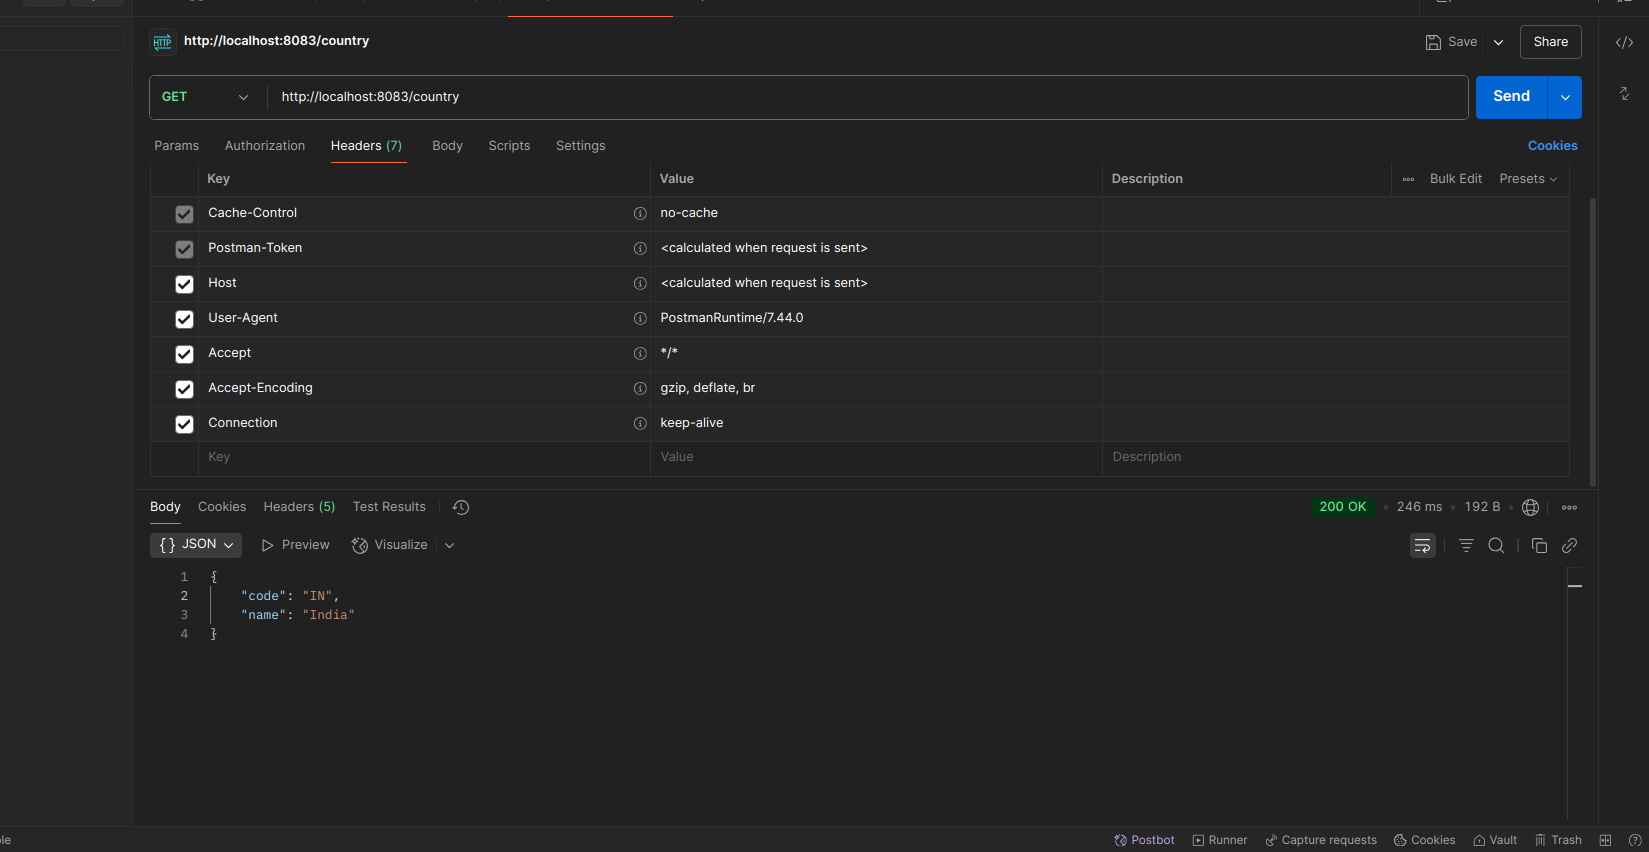 HTTP http://localhost:8083/country
Save
Share
GET http://localhost:8083/country
Send
Params Authorization Headers (7) Body Scripts Settings
Cookies
Key Value Description
Bulk Edit Presets
Cache-Control no-cache
Postman-Token <calculated when request is sent>
Host <calculated when request is sent>
User-Agent PostmanRuntime/7.44.0
Accept */*
Accept-Encoding gzip, deflate, br
Connection keep-alive
Key Value Description
Body Cookies Headers (5) Test Results
200 OK 246 ms 192 B
{} JSON Preview Visualize
1 {
2 "code": "IN",
3 "name": "India"
4 }
Postbot Runner Capture requests Cookies Vault Trash